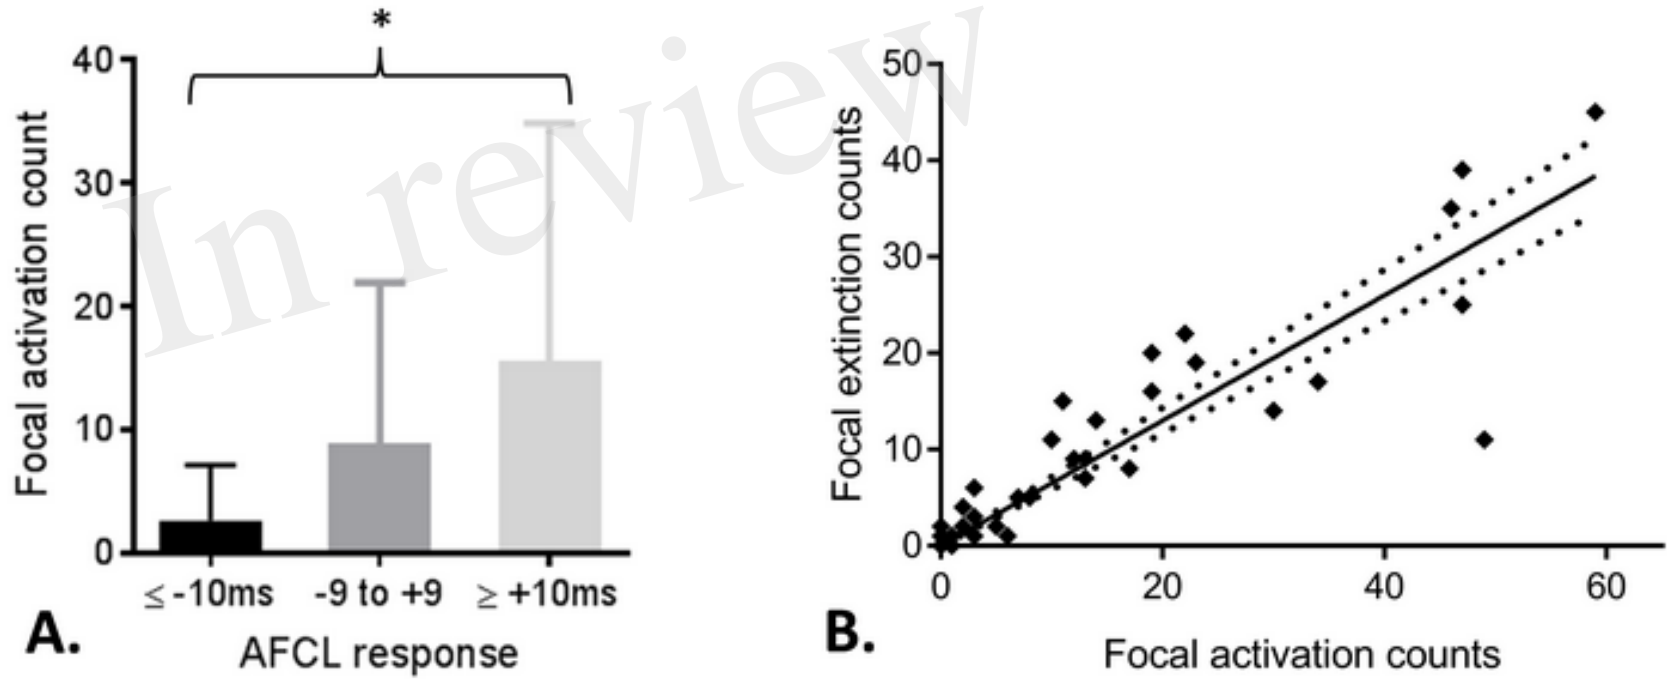 *
40
30
20
10
0
Focal activation count
≤ -10ms -9 to +9 ≥ +10ms
AFCL response
A.
50
40
30
20
10
0
Focal extinction counts
0 20 40 60
Focal activation counts
B.
In review